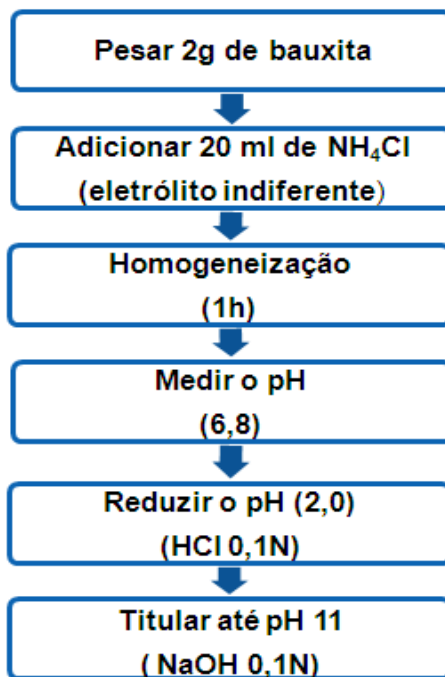 Pesar 2g de bauxita
Adicionar 20 ml de NH₄Cl
(eletrólito indiferente)
Homogeneização
(1h)
Medir o pH
(6,8)
Reduzir o pH (2,0)
(HCl 0,1N)
Titular até pH 11
( NaOH 0,1N)